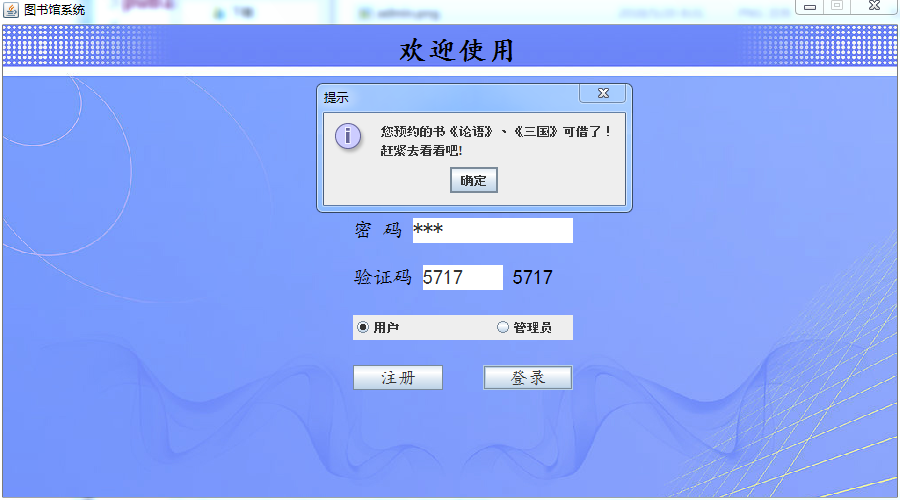 图书馆系统
欢迎使用
提示
您预约的书《论语》、《三国》可借了！
赶紧去看看吧!
确定
密 码 ***
验证码 5717 5717
用户 管理员
注册 登录